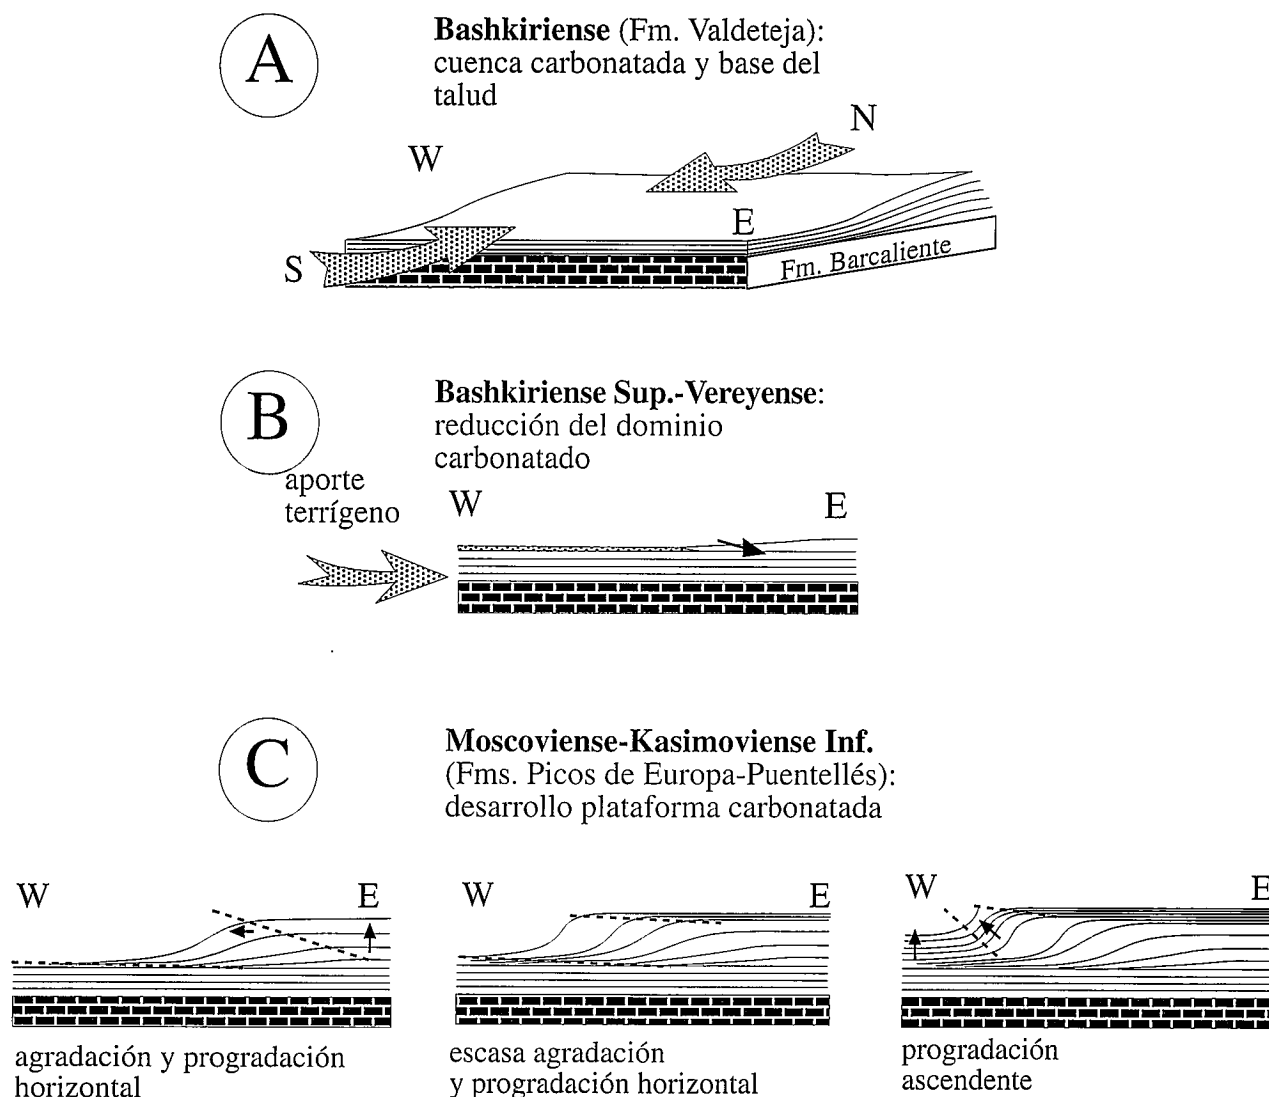 A
Bashkiriense (Fm. Valdeteja):
cuenca carbonatada y base del
talud
N
W
E
S
Fm. Barcaliente
B
Bashkiriense Sup.-Vereyense:
reducción del dominio
carbonatado
aporte
terrígeno
W
E
C
Moscoviense-Kasimoviense Inf.
(Fms. Picos de Europa-Puentellés):
desarrollo plataforma carbonatada
W
E
agradación y progradación
horizontal
W
E
escasa agradación
y progradación horizontal
W
E
progradación
ascendente